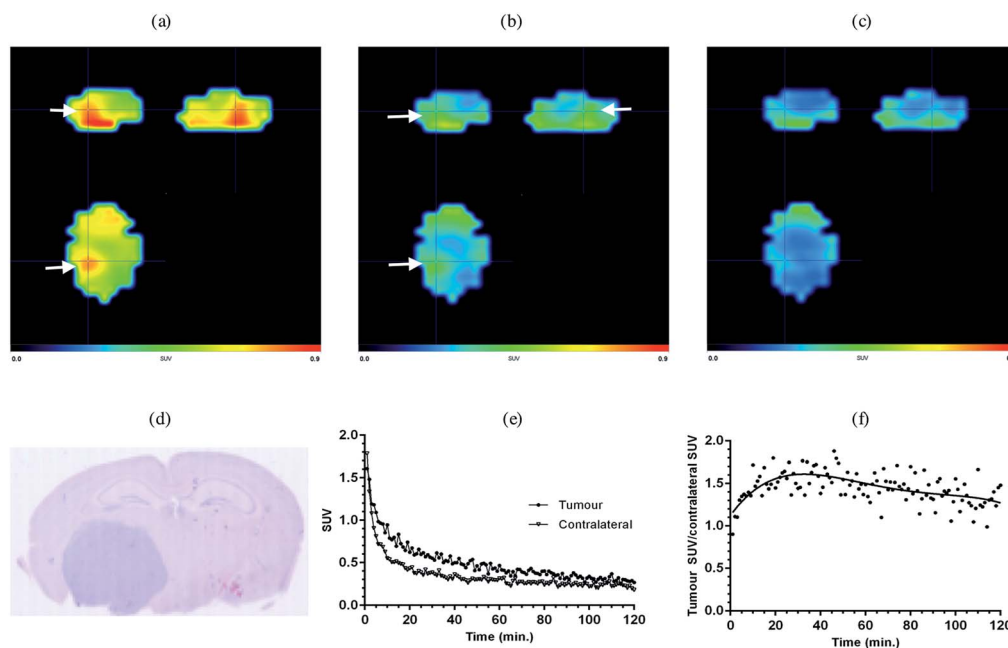 (a)
(b)
(c)
0.0 SUV 0.9
0.0 SUV 0.9
0.0 SUV
(d)
(e)
(f)
2.0
1.5
1.0
0.5
0.0
SUV
Tumour
Contralateral
0 20 40 60 80 100 120
Time (min.)
Tumour SUV/contralateral SUV
2.0
1.5
1.0
0.5
0.0
0 20 40 60 80 100 120
Time (min.)